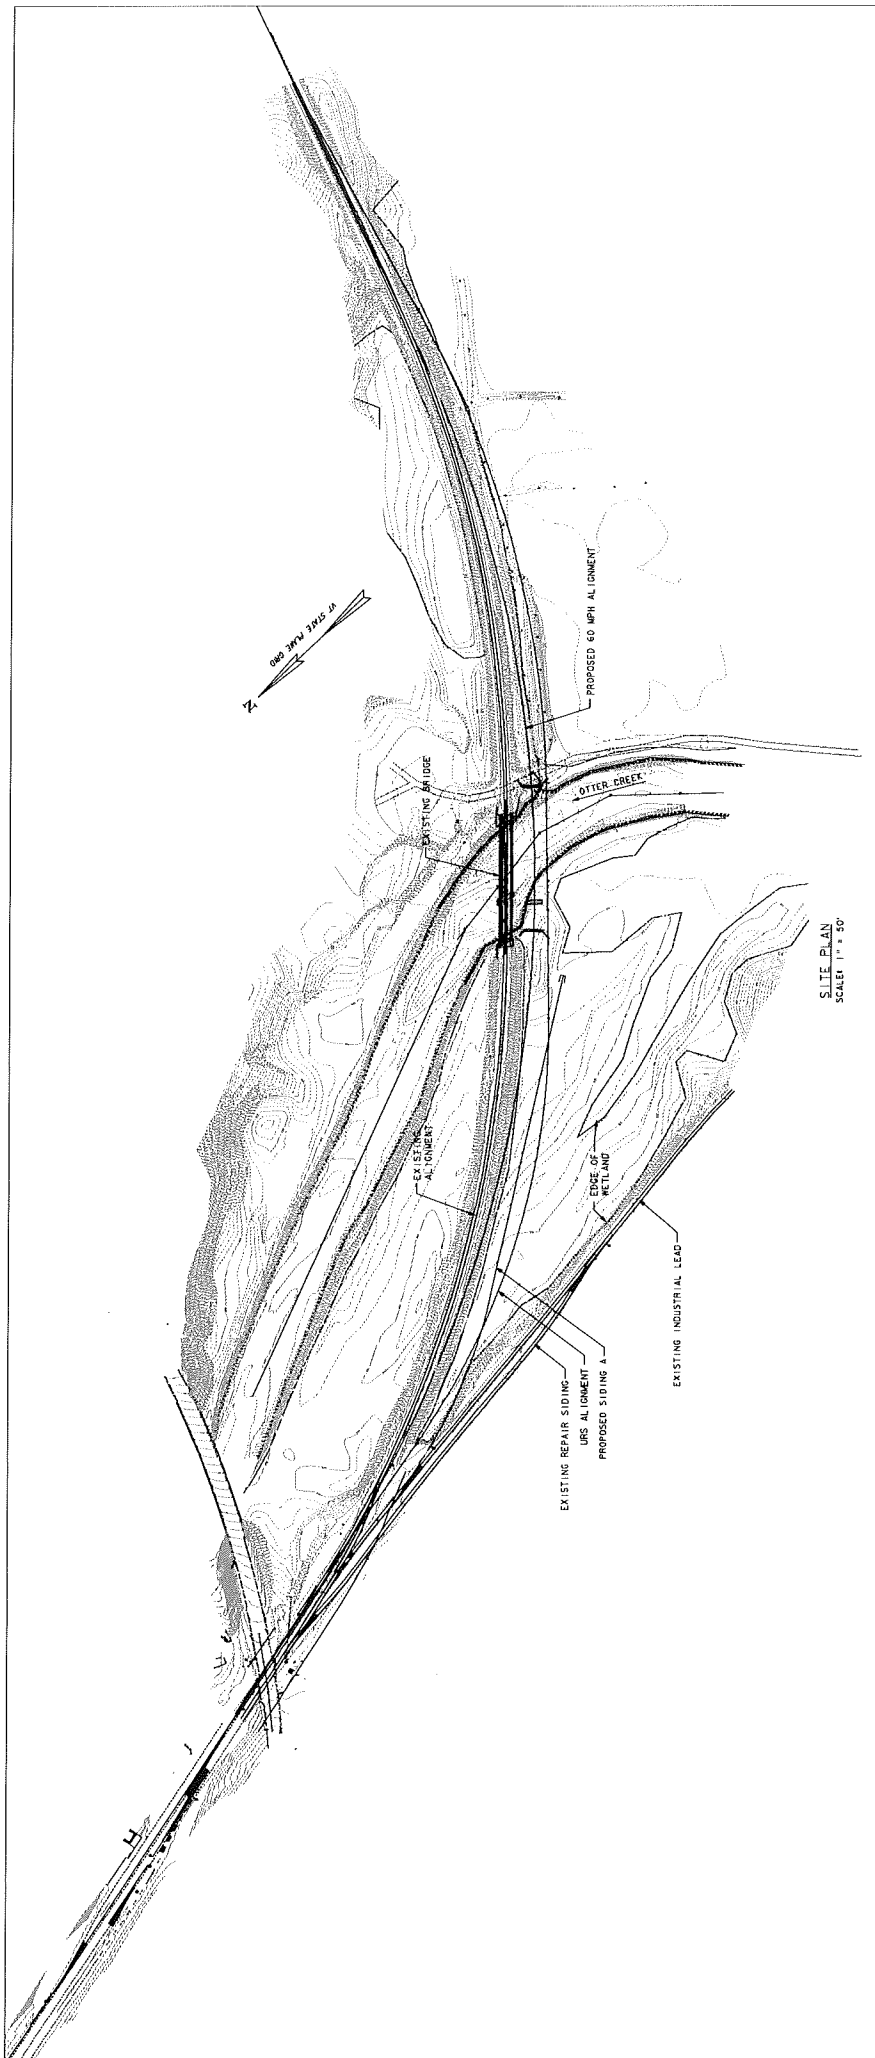 N
VT STATE PLANE GRID
PROPOSED 60 MPH ALIGNMENT
EXISTING BRIDGE
OTTER CREEK
EXISTING
ALIGNMENT
EDGE OF
WETLAND
EXISTING INDUSTRIAL LEAD
EXISTING REPAIR SIDING
URS ALIGNMENT
PROPOSED SIDING A
SITE PLAN
SCALE: 1" = 50'